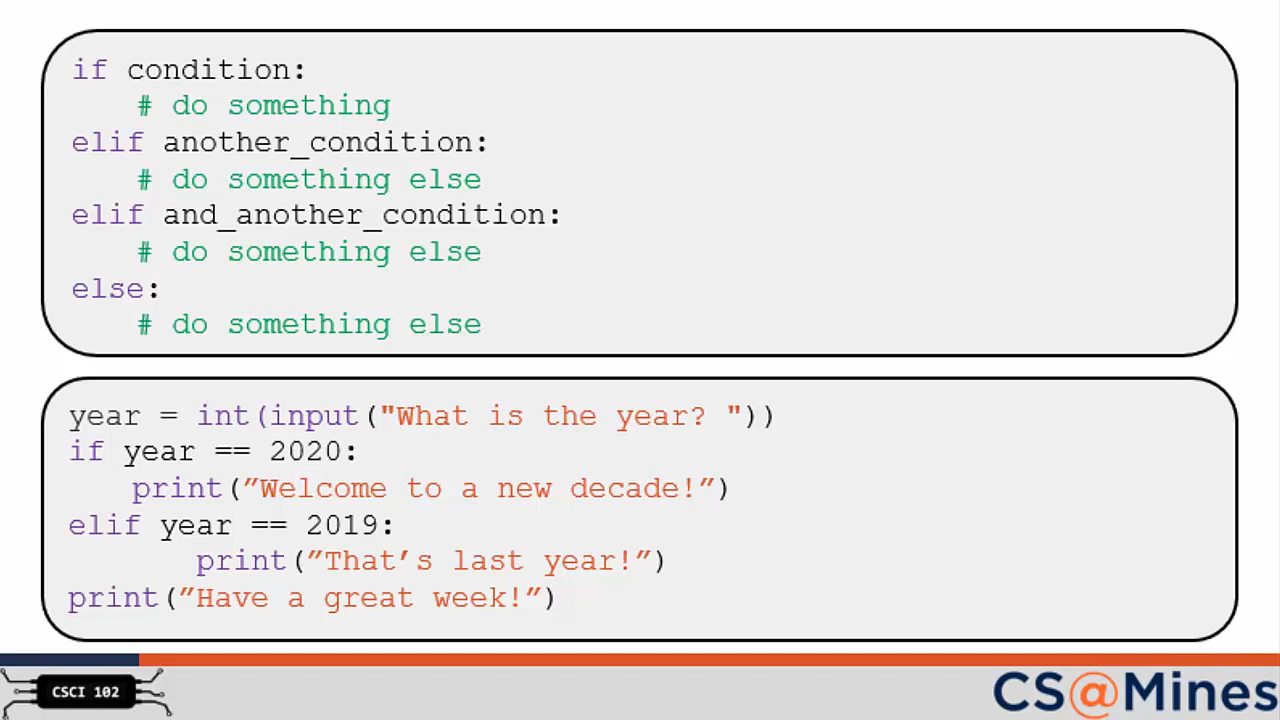 if condition:
    # do something
elif another_condition:
    # do something else
elif and_another_condition:
    # do something else
else:
    # do something else
year = int(input("What is the year? "))
if year == 2020:
    print(”Welcome to a new decade!”)
elif year == 2019:
        print(”That’s last year!”)
print(”Have a great week!”)
CSCI 102
CS@Mines